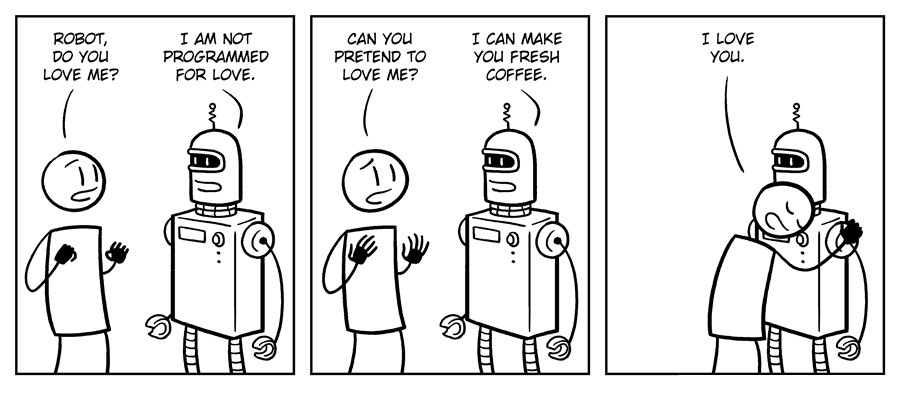 ROBOT,
DO YOU
LOVE ME?
I AM NOT
PROGRAMMED
FOR LOVE.
CAN YOU
PRETEND TO
LOVE ME?
I CAN MAKE
YOU FRESH
COFFEE.
I LOVE
YOU.